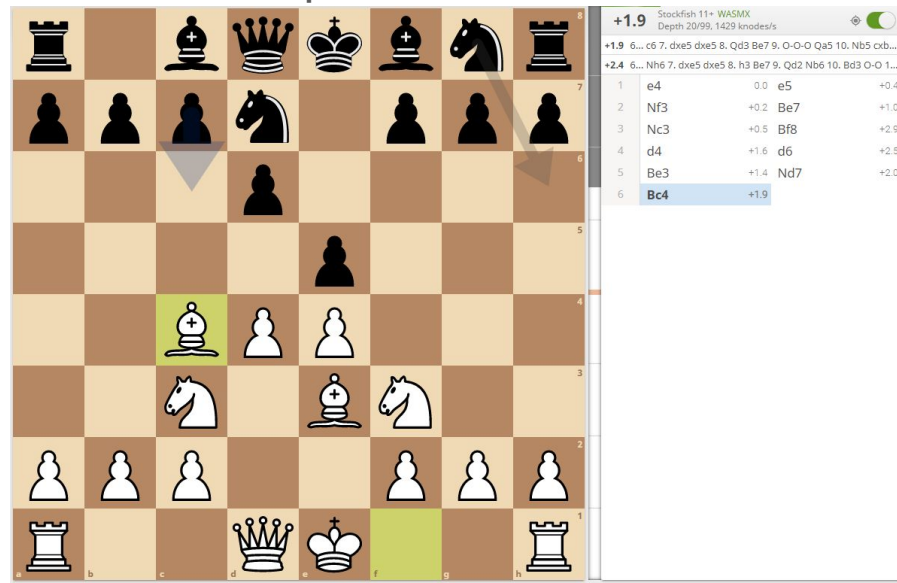 +1.9 Stockfish 11+ WASMX
Depth 20/99, 1429 knodes/s
+1.9 6... c6 7. dxe5 dxe5 8. Qd3 Be7 9. O-O-O Qa5 10. Nb5 cxb...
+2.4 6... Nh6 7. dxe5 dxe5 8. h3 Be7 9. Qd2 Nb6 10. Bd3 O-O 1...
1 e4 0.0 e5 +0.4
2 Nf3 +0.2 Be7 +1.0
3 Nc3 +0.5 Bf8 +2.9
4 d4 +1.6 d6 +2.5
5 Be3 +1.4 Nd7 +2.0
6 Bc4 +1.9
8
7
6
5
4
3
2
1
a b c d e f g h